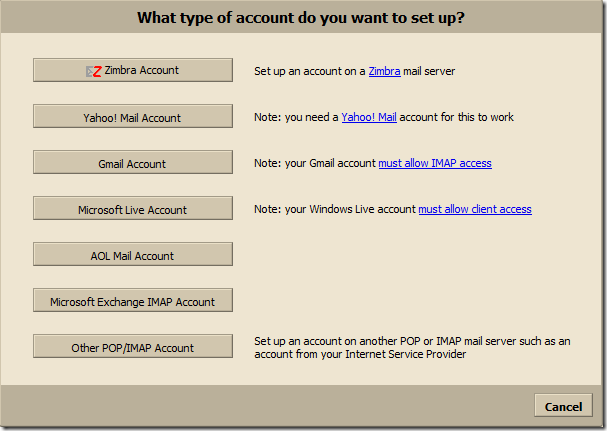 What type of account do you want to set up?
Zimbra Account
Set up an account on a Zimbra mail server
Yahoo! Mail Account
Note: you need a Yahoo! Mail account for this to work
Gmail Account
Note: your Gmail account must allow IMAP access
Microsoft Live Account
Note: your Windows Live account must allow client access
AOL Mail Account
Microsoft Exchange IMAP Account
Other POP/IMAP Account
Set up an account on another POP or IMAP mail server such as an
account from your Internet Service Provider
Cancel